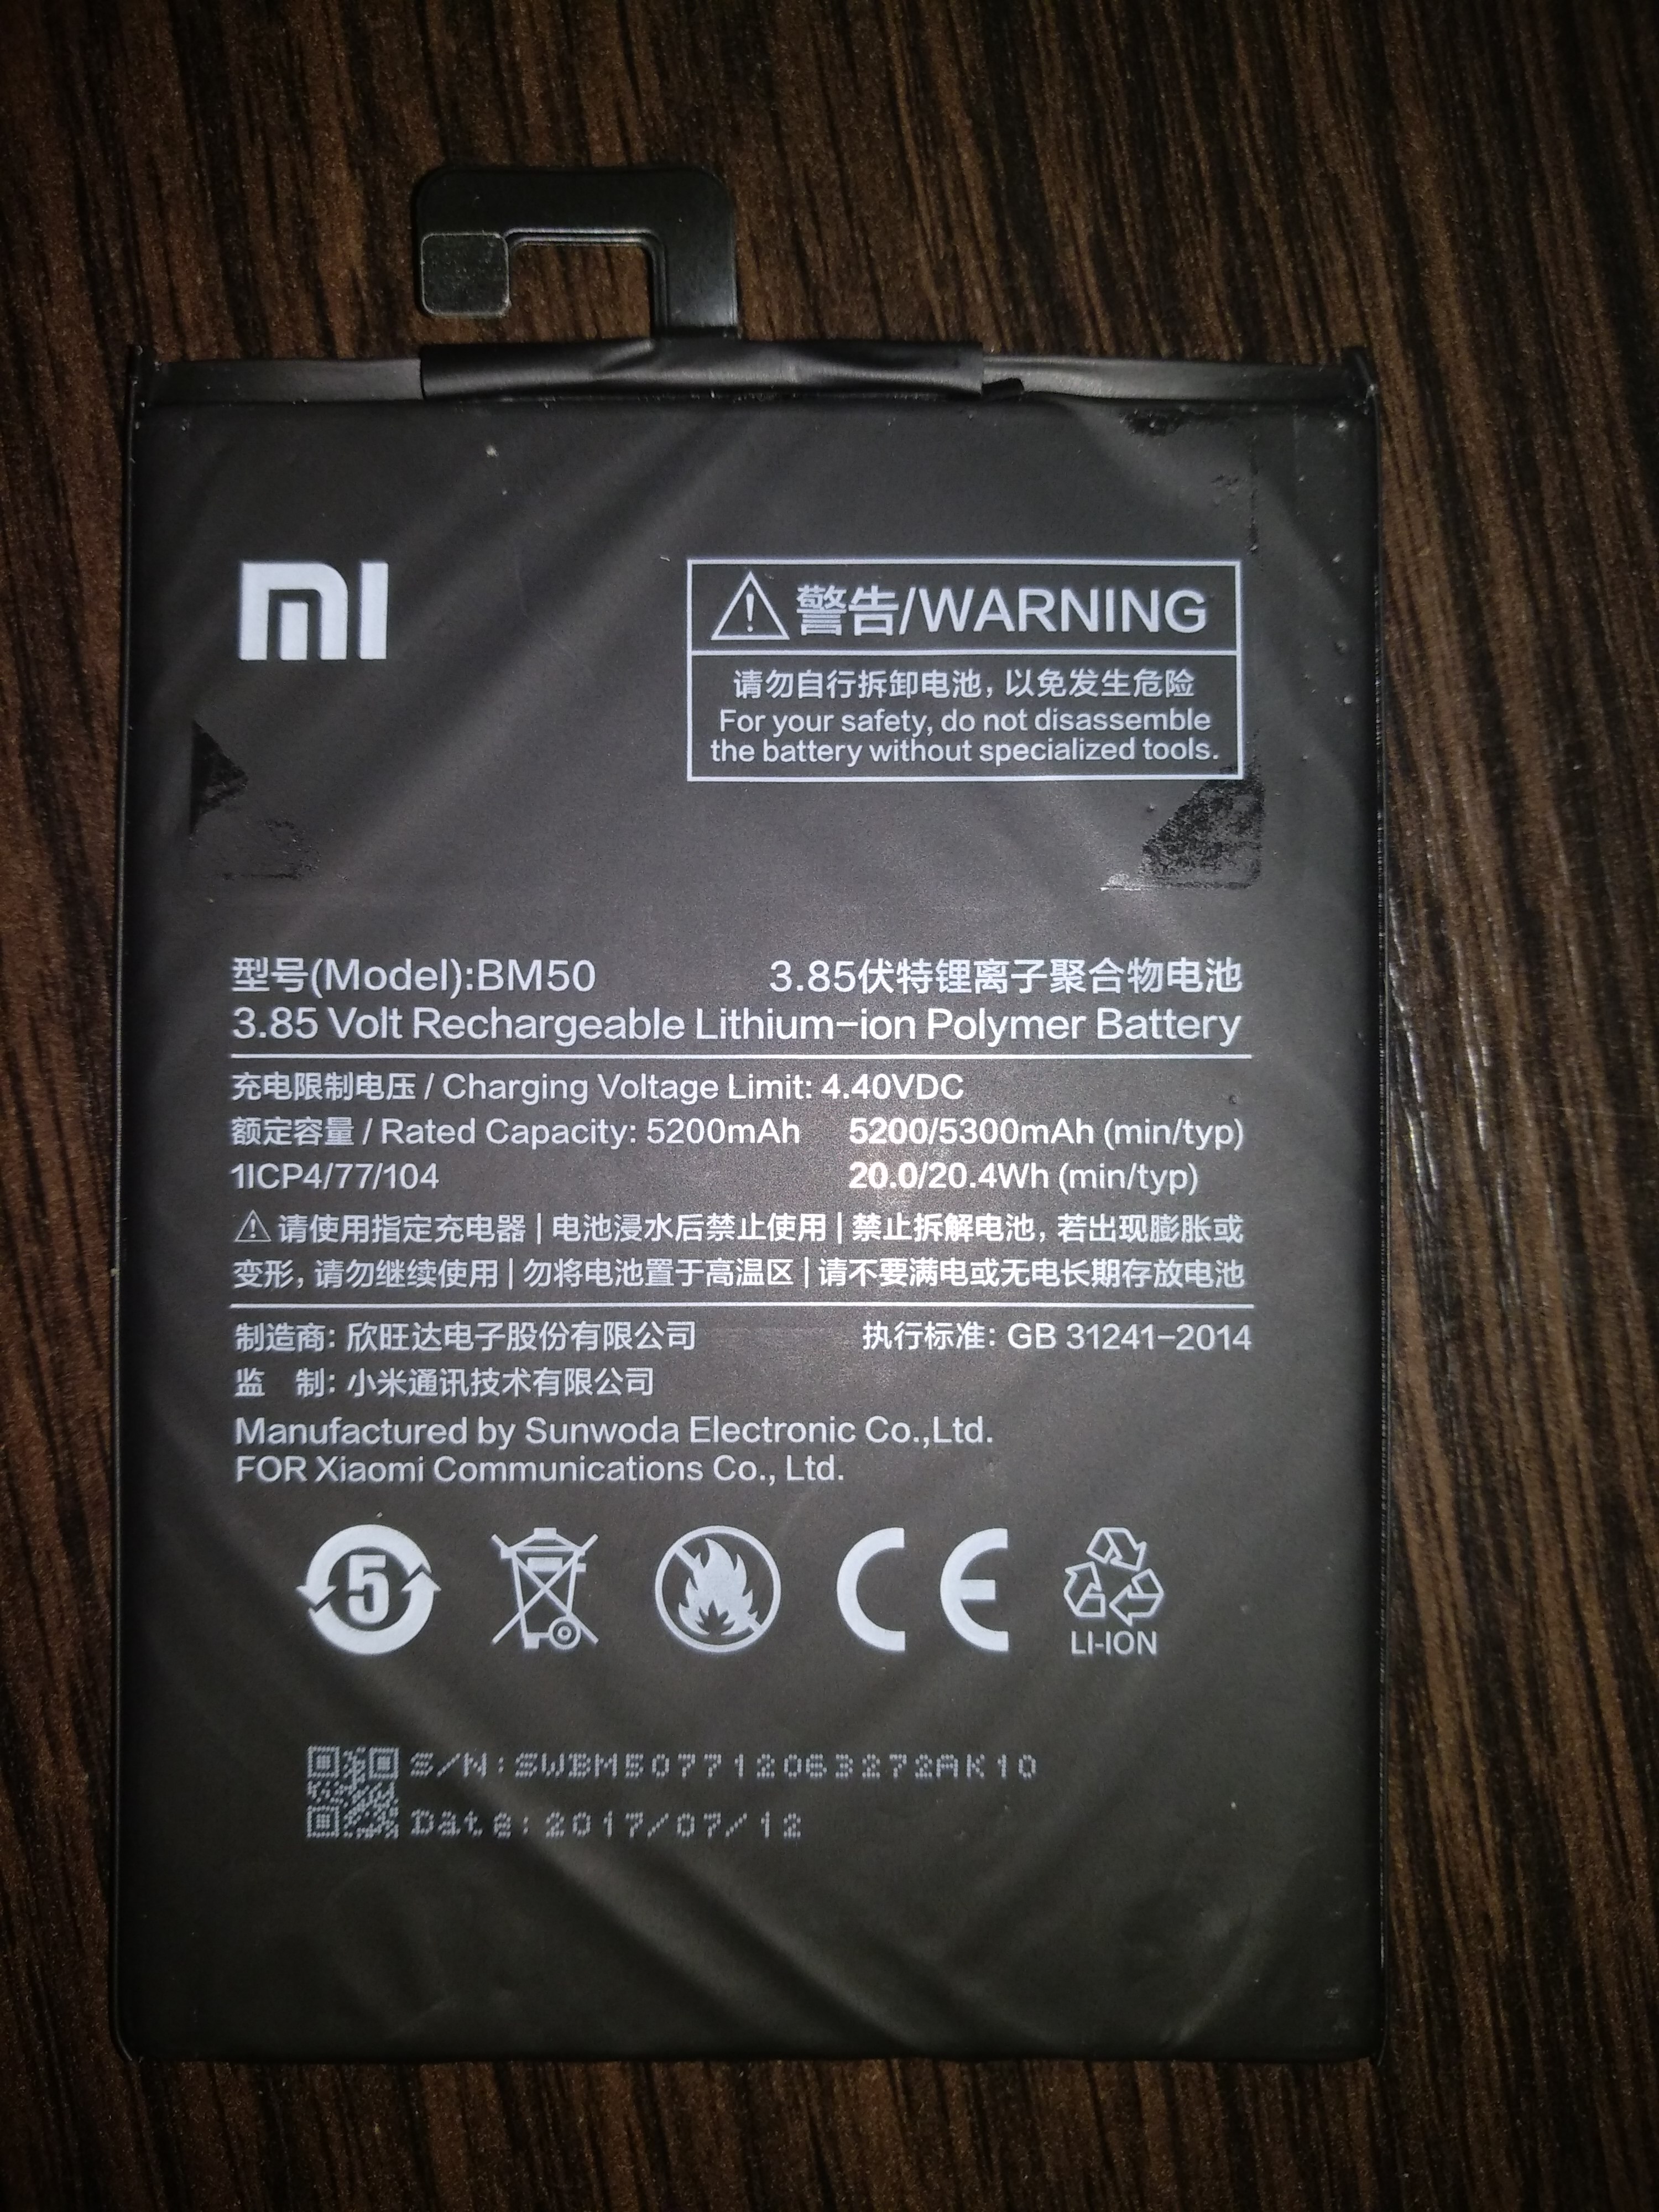 MI
警告/WARNING
请勿自行拆卸电池，以免发生危险
For your safety, do not disassemble
the battery without specialized tools.
型号(Model):BM50 3.85伏特锂离子聚合物电池
3.85 Volt Rechargeable Lithium-ion Polymer Battery
充电限制电压 / Charging Voltage Limit: 4.40VDC
额定容量 / Rated Capacity: 5200mAh 5200/5300mAh (min/typ)
1ICP4/77/104 20.0/20.4Wh (min/typ)
请使用指定充电器 | 电池浸水后禁止使用 | 禁止拆解电池，若出现膨胀或
变形，请勿继续使用 | 勿将电池置于高温区 | 请不要满电或无电长期存放电池
制造商: 欣旺达电子股份有限公司 执行标准: GB 31241-2014
监 制: 小米通讯技术有限公司
Manufactured by Sunwoda Electronic Co.,Ltd.
FOR Xiaomi Communications Co., Ltd.
5 CE LI-ION
S/N:SWBM507712063272AK10
Date:2017/07/12